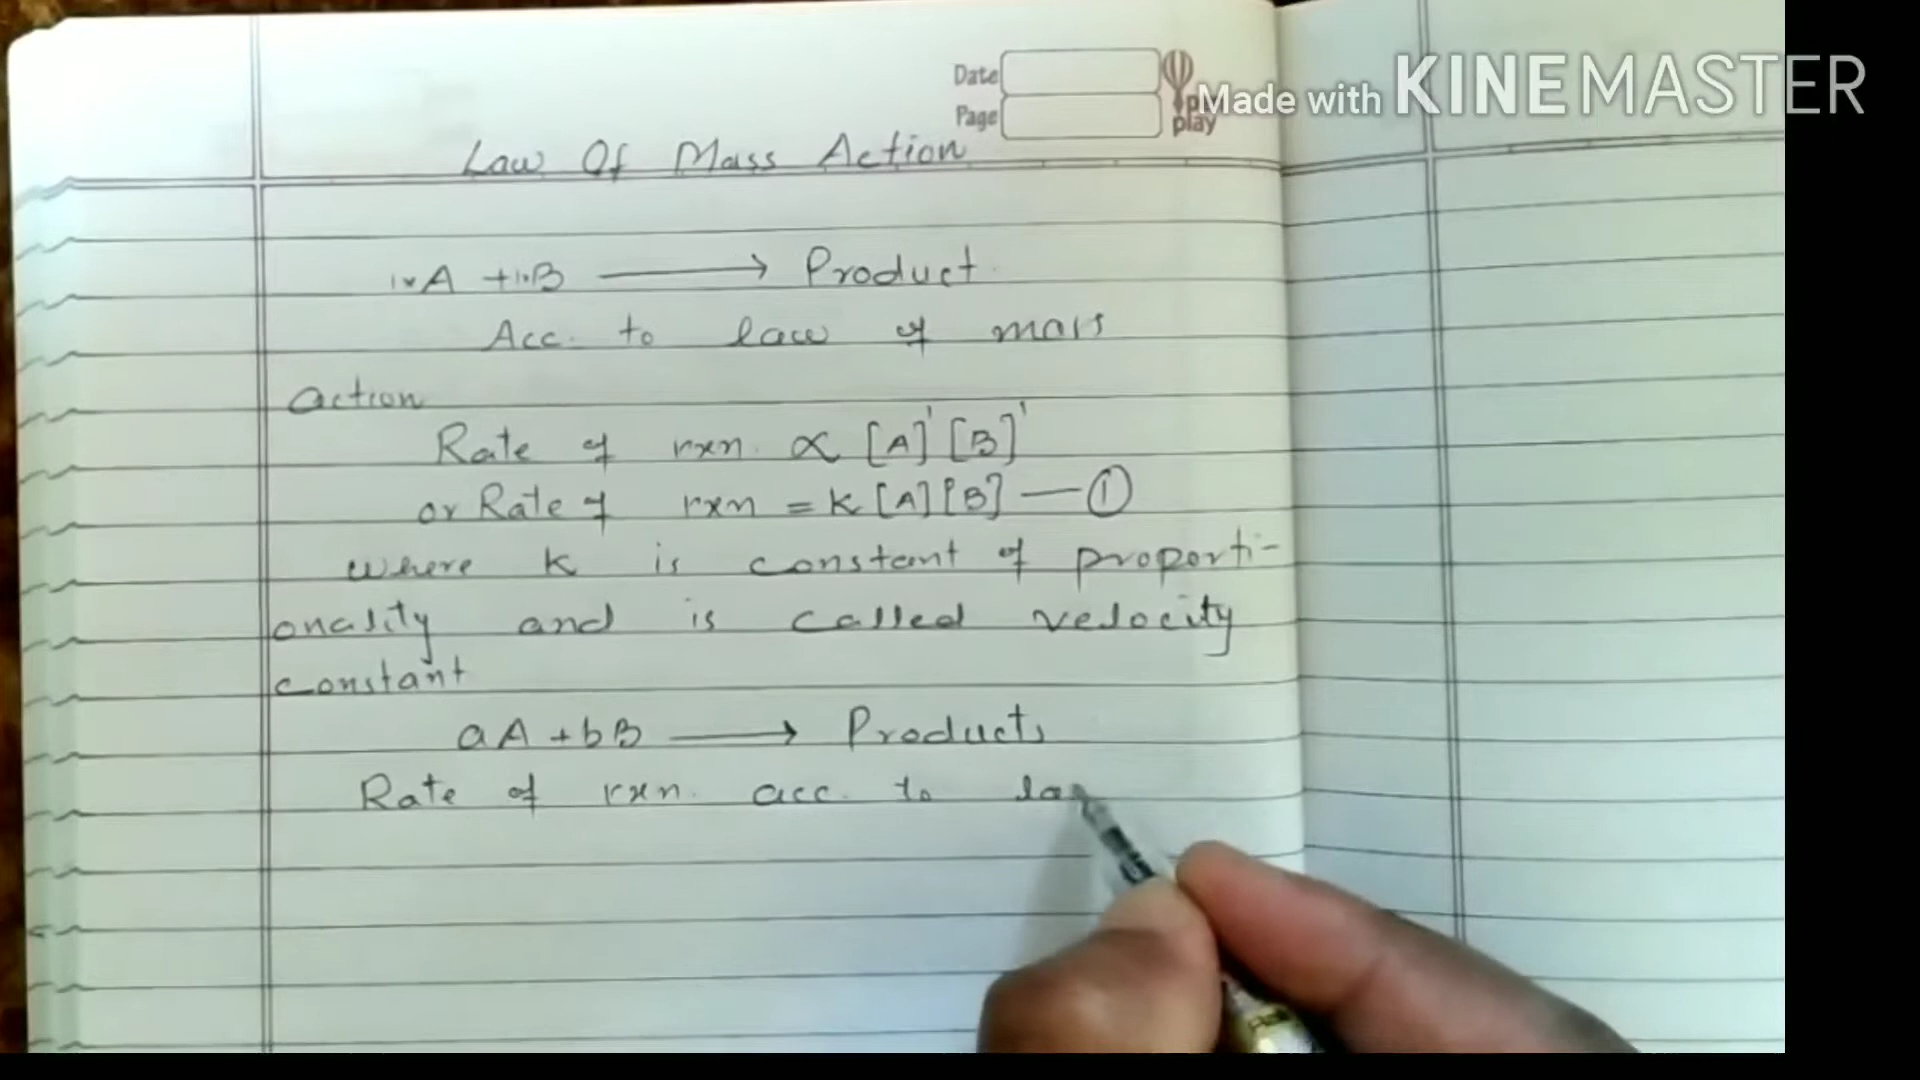 Date
Page
play
Made with KINEMASTER
Law Of Mass Action
1×A + 1·B ⟶ Product
Acc. to law of mass
action
Rate of rxn. ∝ [A]¹[B]¹
or Rate of rxn = K [A][B] — ①
where k is constant of proporti-
onality and is called velocity
constant
aA + bB ⟶ Products
Rate of rxn. acc. to la